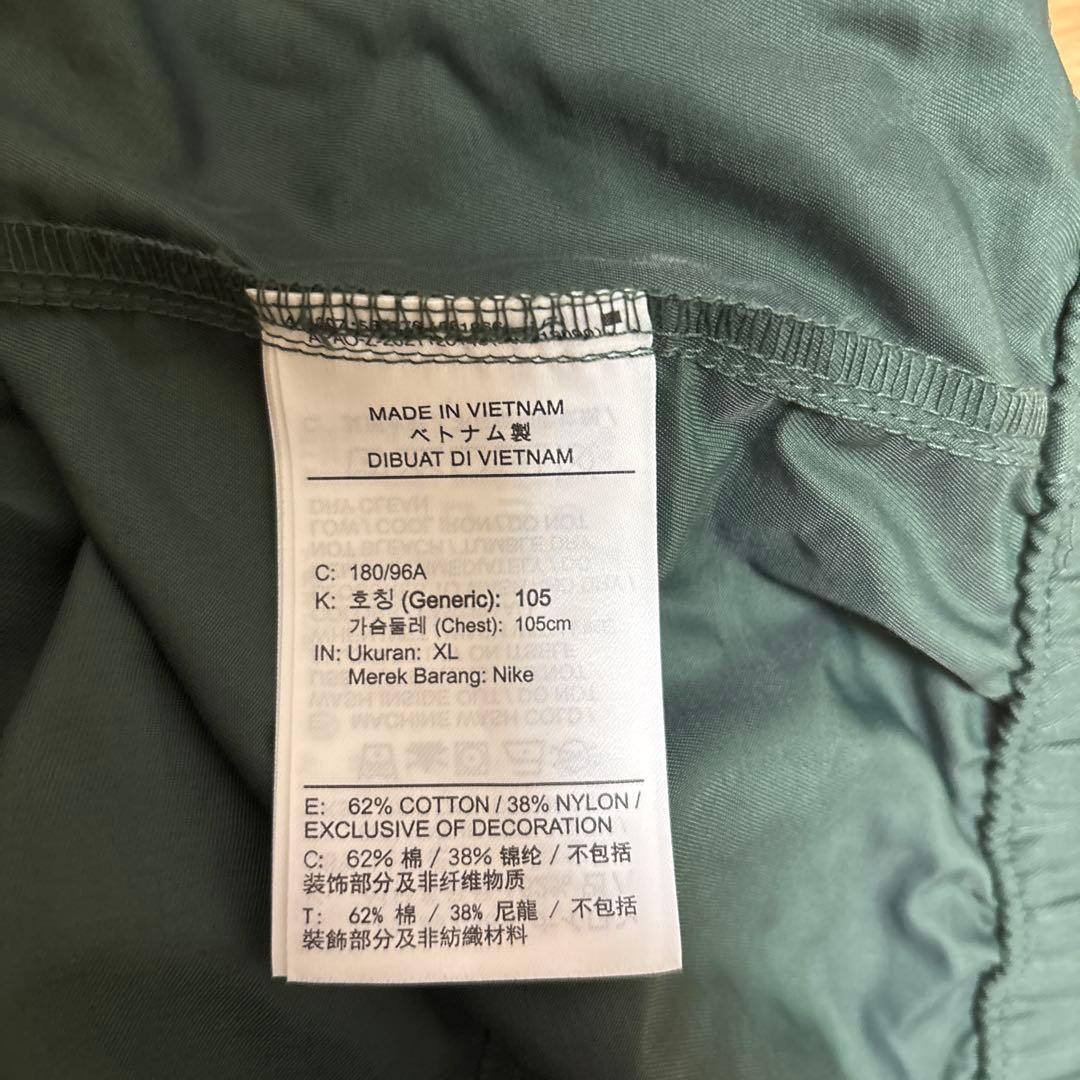 MADE IN VIETNAM
ベトナム製
DIBUAT DI VIETNAM
C: 180/96A
K: 호칭 (Generic): 105
가슴둘레 (Chest): 105cm
IN: Ukuran: XL
Merek Barang: Nike
E: 62% COTTON / 38% NYLON /
EXCLUSIVE OF DECORATION
C: 62% 棉 / 38% 锦纶 / 不包括
装饰部分及非纤维物质
T: 62% 棉 / 38% 尼龍 / 不包括
裝飾部分及非紡織材料